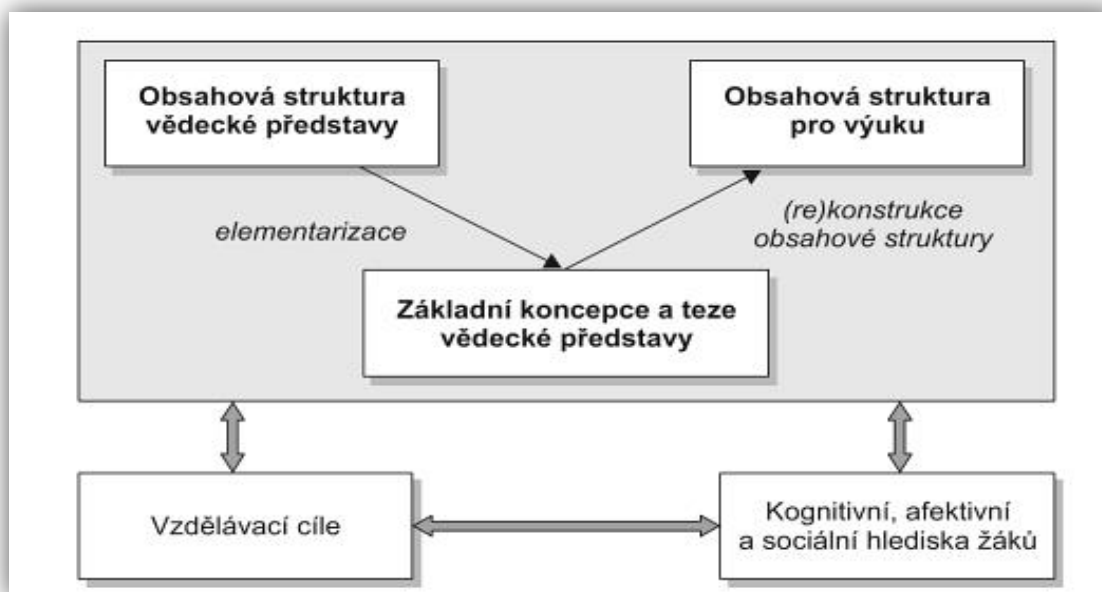 Obsahová struktura
vědecké představy
Obsahová struktura
pro výuku
elementarizace
(re)konstrukce
obsahové struktury
Základní koncepce a teze
vědecké představy
Vzdělávací cíle
Kognitivní, afektivní
a sociální hlediska žáků